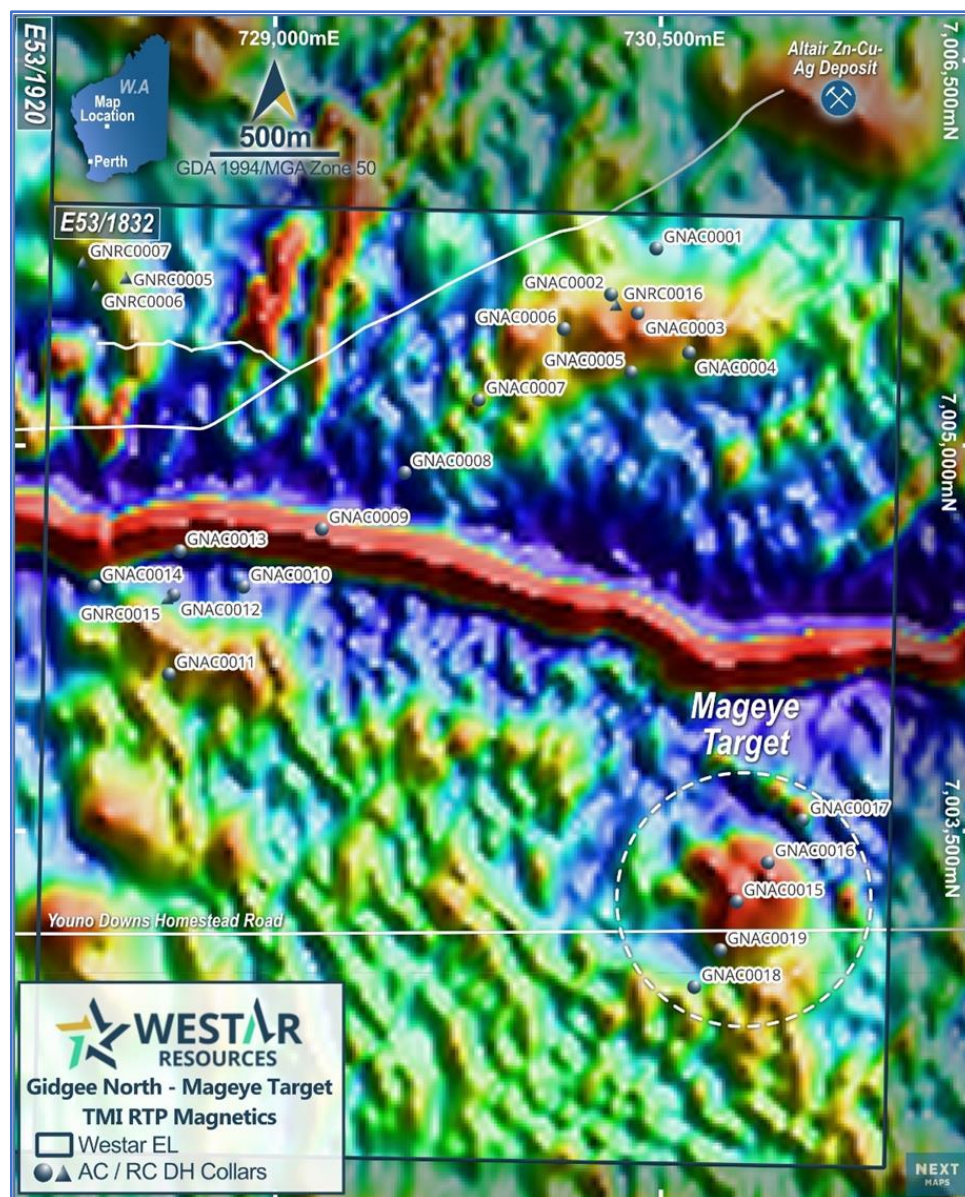 E53/1920
729,000mE
730,500mE
7,006,500mN
Altair Zn-Cu-
Ag Deposit
W.A
Map
Location
Perth
500m
GDA 1994/MGA Zone 50
E53/1832
GNRC0007
GNRC0005
GNRC0006
GNAC0001
GNAC0002
GNRC0016
GNAC0006
GNAC0003
GNAC0005
GNAC0004
GNAC0007
7,005,000mN
GNAC0008
GNAC0009
GNAC0013
GNAC0014
GNAC0010
GNRC0015
GNAC0012
GNAC0011
Mageye
Target
7,003,500mN
GNAC0017
GNAC0016
GNAC0015
Youno Downs Homestead Road
GNAC0019
GNAC0018
WESTAR
RESOURCES
Gidgee North - Mageye Target
TMI RTP Magnetics
Westar EL
AC / RC DH Collars
NEXT
MAPS